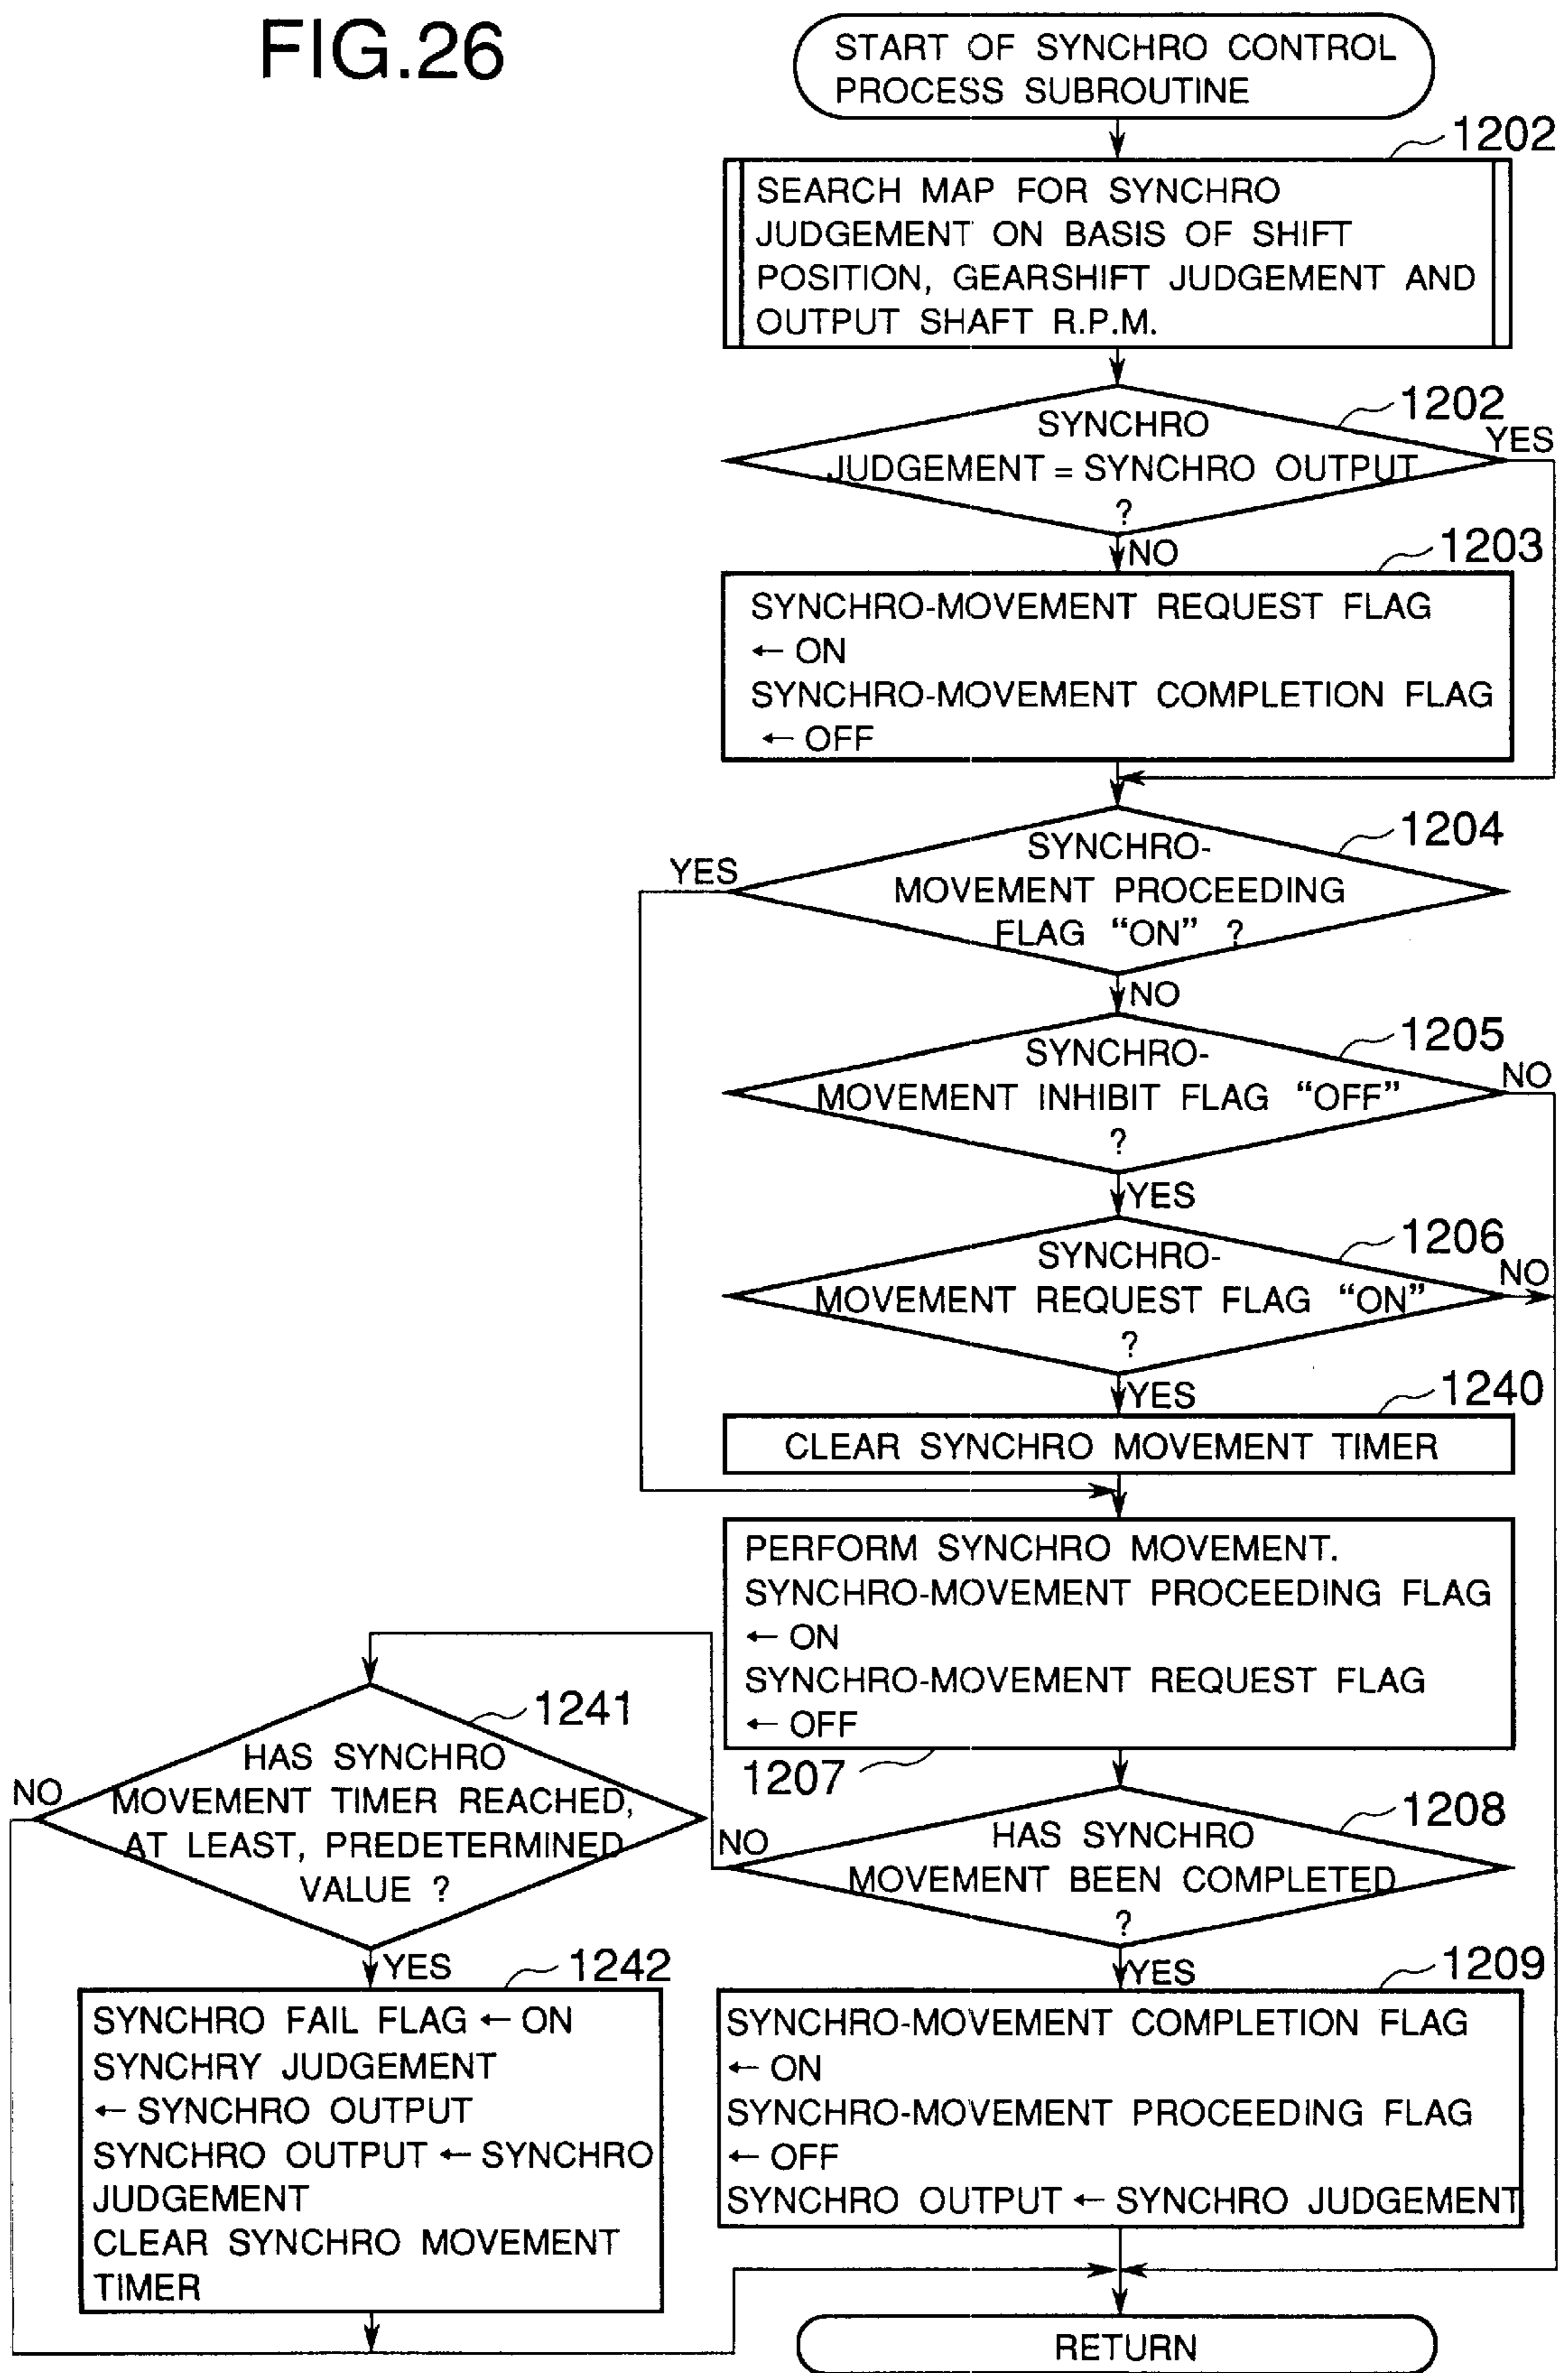 FIG.26
START OF SYNCHRO CONTROL
PROCESS SUBROUTINE
1202
SEARCH MAP FOR SYNCHRO
JUDGEMENT ON BASIS OF SHIFT
POSITION, GEARSHIFT JUDGEMENT AND
OUTPUT SHAFT R.P.M.
1202
SYNCHRO
JUDGEMENT = SYNCHRO OUTPUT
?
YES
NO
1203
SYNCHRO-MOVEMENT REQUEST FLAG
← ON
SYNCHRO-MOVEMENT COMPLETION FLAG
← OFF
1204
SYNCHRO-
MOVEMENT PROCEEDING
FLAG “ON” ?
YES
NO
1205
SYNCHRO-
MOVEMENT INHIBIT FLAG “OFF”
?
NO
YES
1206
SYNCHRO-
MOVEMENT REQUEST FLAG “ON”
?
NO
YES
1240
CLEAR SYNCHRO MOVEMENT TIMER
PERFORM SYNCHRO MOVEMENT.
SYNCHRO-MOVEMENT PROCEEDING FLAG
← ON
SYNCHRO-MOVEMENT REQUEST FLAG
← OFF
1207
1208
HAS SYNCHRO
MOVEMENT BEEN COMPLETED
?
NO
YES
1241
HAS SYNCHRO
MOVEMENT TIMER REACHED,
AT LEAST, PREDETERMINED
VALUE ?
NO
YES
1242
SYNCHRO FAIL FLAG ← ON
SYNCHRY JUDGEMENT
← SYNCHRO OUTPUT
SYNCHRO OUTPUT ← SYNCHRO
JUDGEMENT
CLEAR SYNCHRO MOVEMENT
TIMER
1209
SYNCHRO-MOVEMENT COMPLETION FLAG
← ON
SYNCHRO-MOVEMENT PROCEEDING FLAG
← OFF
SYNCHRO OUTPUT ← SYNCHRO JUDGEMENT
RETURN